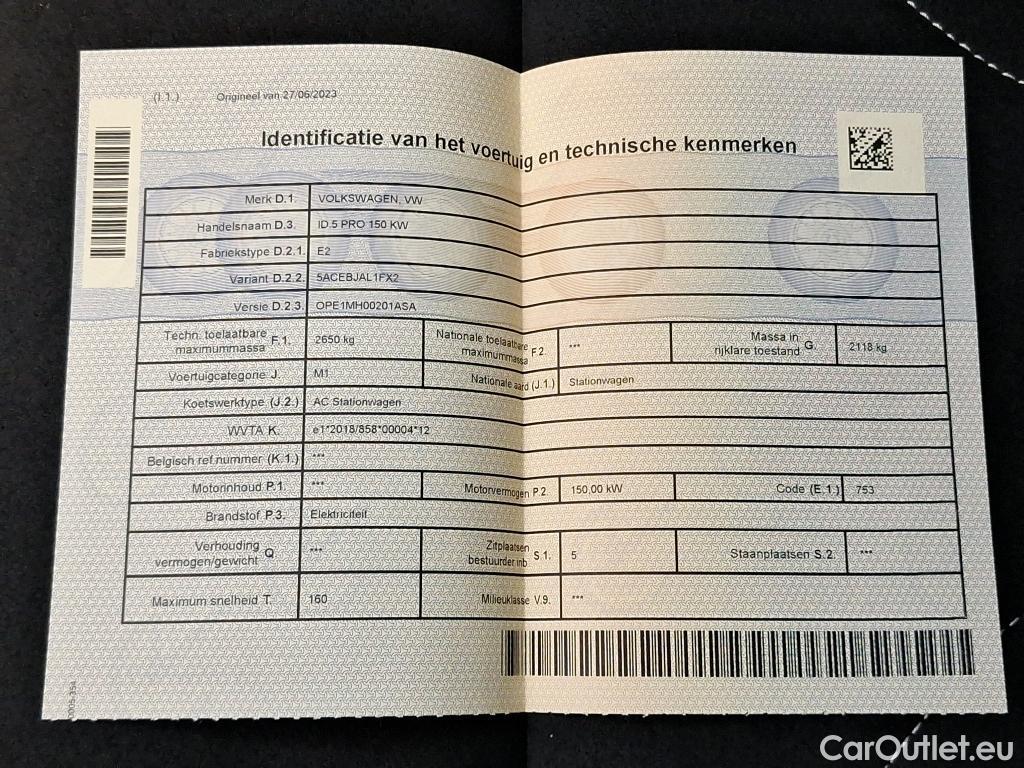 (I.1.) Origineel van 27/06/2023
Identificatie van het voertuig en technische kenmerken
Merk D.1. VOLKSWAGEN, VW
Handelsnaam D.3. ID.5 PRO 150 KW
Fabriekstype D.2.1. E2
Variant D.2.2. 5ACEBJAL1FX2
Versie D.2.3. OPE1MH00201ASA
Techn. toelaatbare maximummassa F.1. 2650 kg Nationale toelaatbare maximummassa F.2. *** Massa in rijklare toestand G. 2118 kg
Voertuigcategorie J. M1 Nationale aard (J.1.) Stationwagen
Koetswerktype (J.2.) AC Stationwagen
WVTA K. e1*2018/858*00004*12
Belgisch ref.nummer (K.1.) ***
Motorinhoud P.1. *** Motorvermogen P.2. 150,00 kW Code (E.1.) 753
Brandstof P.3. Elektriciteit
Verhouding vermogen/gewicht Q *** Zitplaatsen bestuurder inb. S.1. 5 Staanplaatsen S.2. ***
Maximum snelheid T. 160 Milieuklasse V.9. ***
CarOutlet.eu